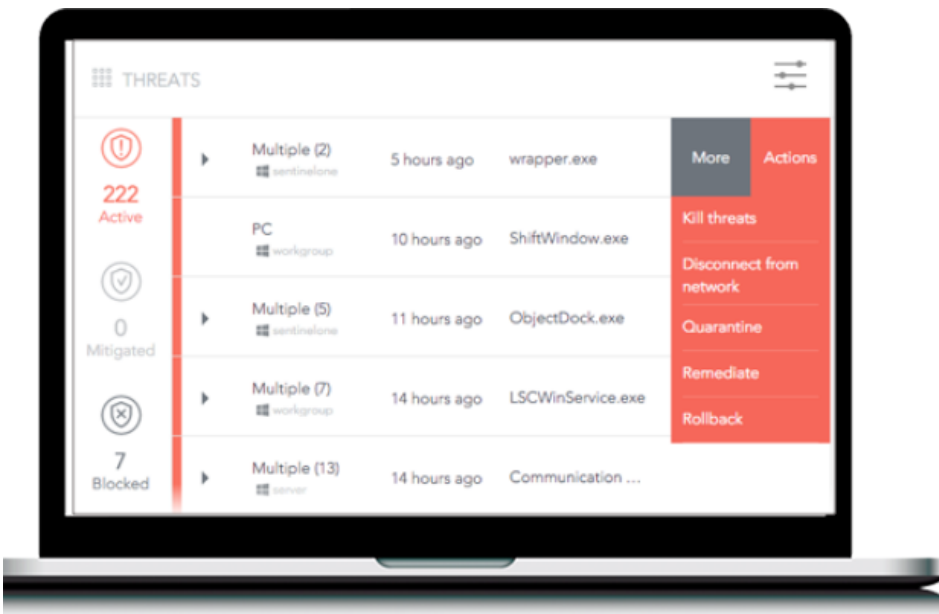 THREATS
222
Active
0
Mitigated
7
Blocked
Multiple (2)
sentinelone
5 hours ago
wrapper.exe
PC
workgroup
10 hours ago
ShiftWindow.exe
Multiple (5)
sentinelone
11 hours ago
ObjectDock.exe
Multiple (7)
workgroup
14 hours ago
LSCWinService.exe
Multiple (13)
server
14 hours ago
Communication ...
More
Actions
Kill threats
Disconnect from
network
Quarantine
Remediate
Rollback